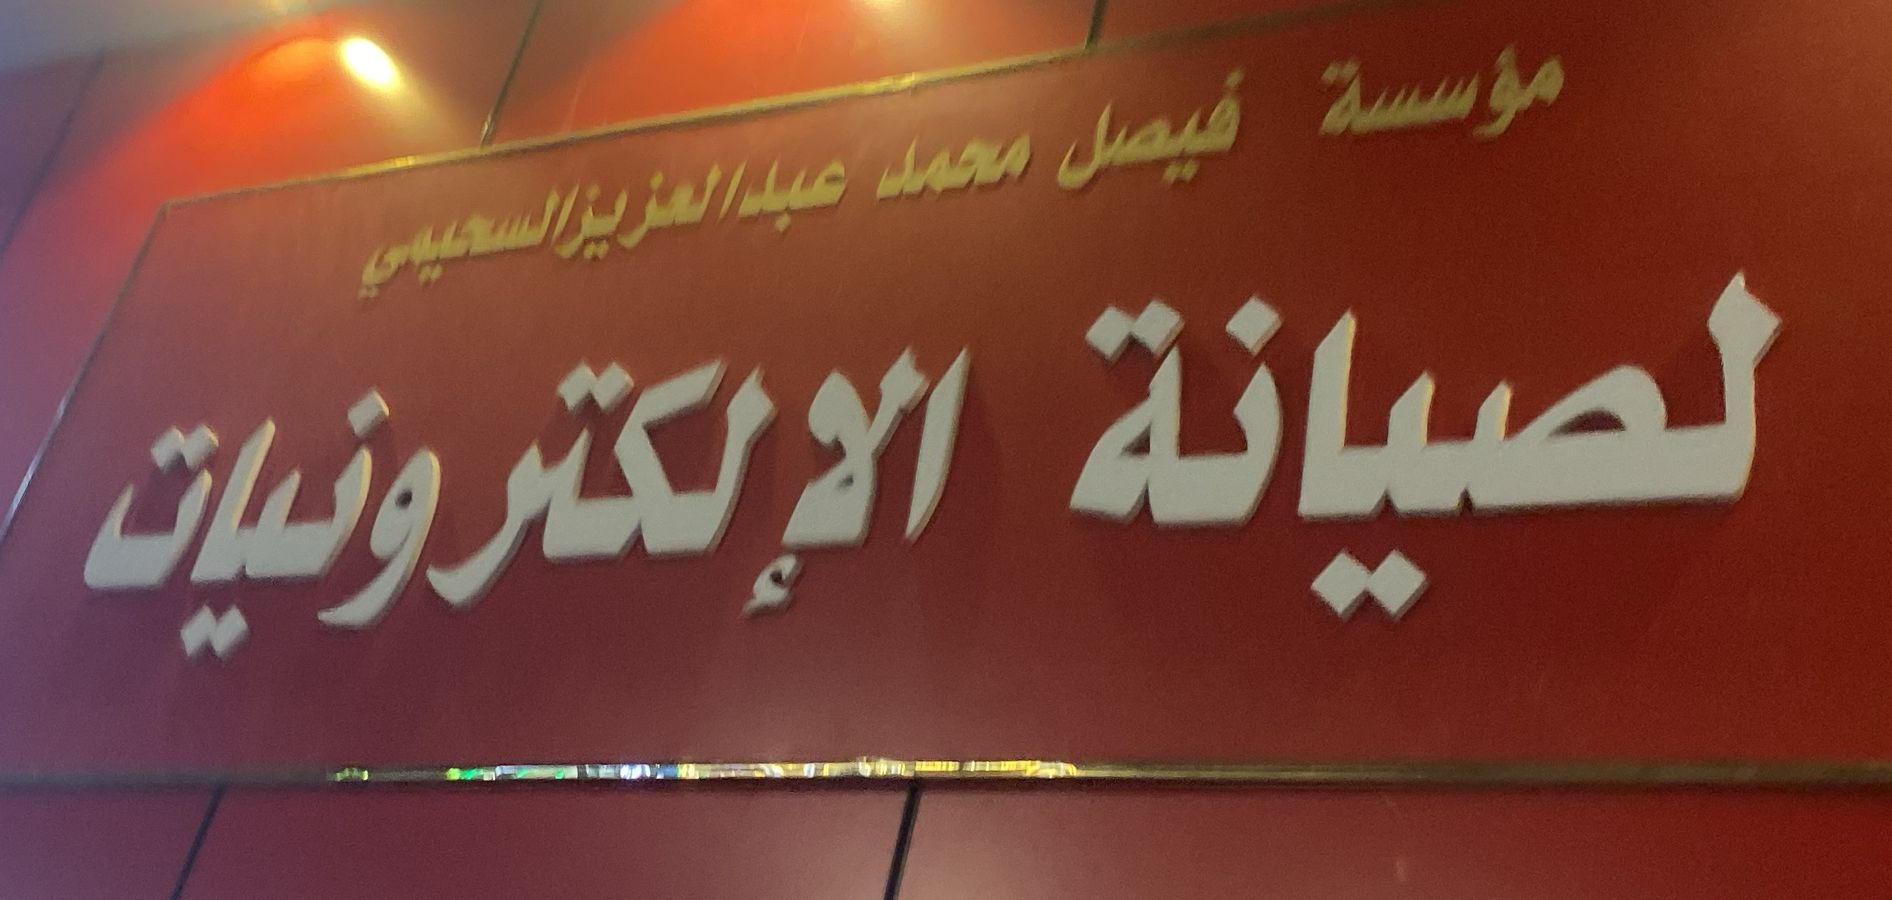 مؤسسة فيصل محمد عبدالعزيز السحيمي
لصيانة الإلكترونيات